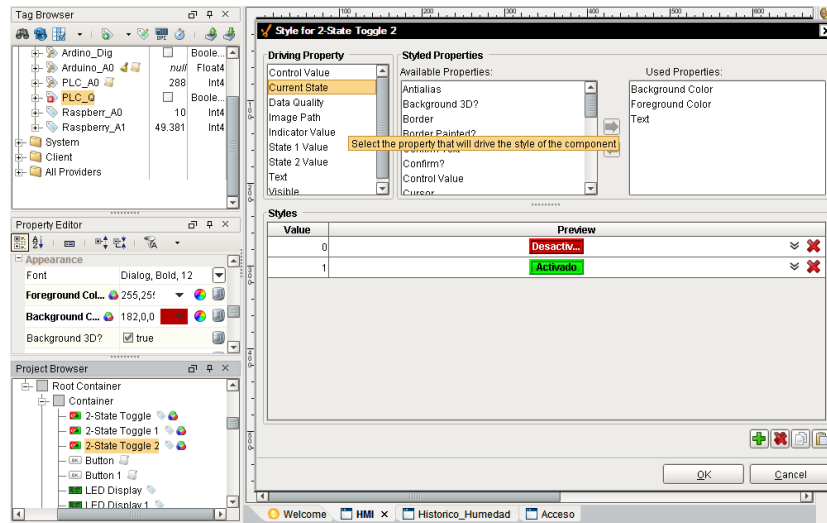 Tag Browser
Ardino_Dig Boole...
Arduino_A0 null Float4
PLC_A0 288 Int4
PLC_Q Boole...
Raspberr_A0 10 Int4
Raspberry_A1 49.381 Int4
System
Client
All Providers
Property Editor
Appearance
Font Dialog, Bold, 12
Foreground Col... 255,25
Background C... 182,0,0
Background 3D? true
Project Browser
Root Container
Container
2-State Toggle
2-State Toggle 1
2-State Toggle 2
Button
Button 1
LED Display
LED Display 1
Style for 2-State Toggle 2
Driving Property
Control Value
Current State
Data Quality
Image Path
Indicator Value
State 1 Value
State 2 Value
Text
Visible
Styled Properties
Available Properties:
Antialias
Background 3D?
Border
Border Painted?
Confirm Text
Confirm?
Control Value
Cursor
Used Properties:
Background Color
Foreground Color
Text
Select the property that will drive the style of the component
Styles
Value Preview
0 Desactiv...
1 Activado
OK Cancel
Welcome HMI Historico_Humedad Acceso